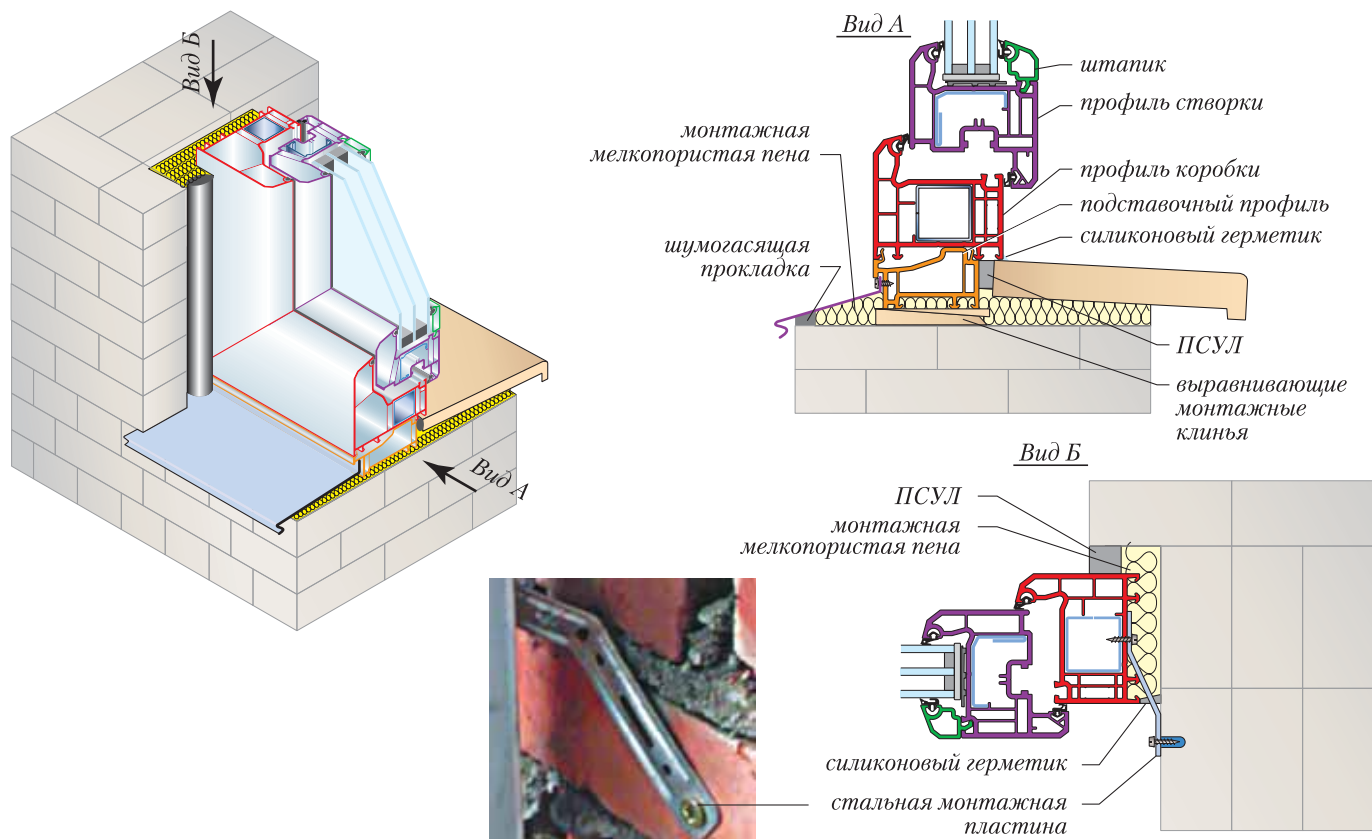 Вид Б
Вид А
Вид А
штапик
профиль створки
монтажная
мелкопористая пена
профиль коробки
подставочный профиль
силиконовый герметик
шумогасящая
прокладка
ПСУЛ
выравнивающие
монтажные
клинья
Вид Б
ПСУЛ
монтажная
мелкопористая пена
силиконовый герметик
стальная монтажная
пластина